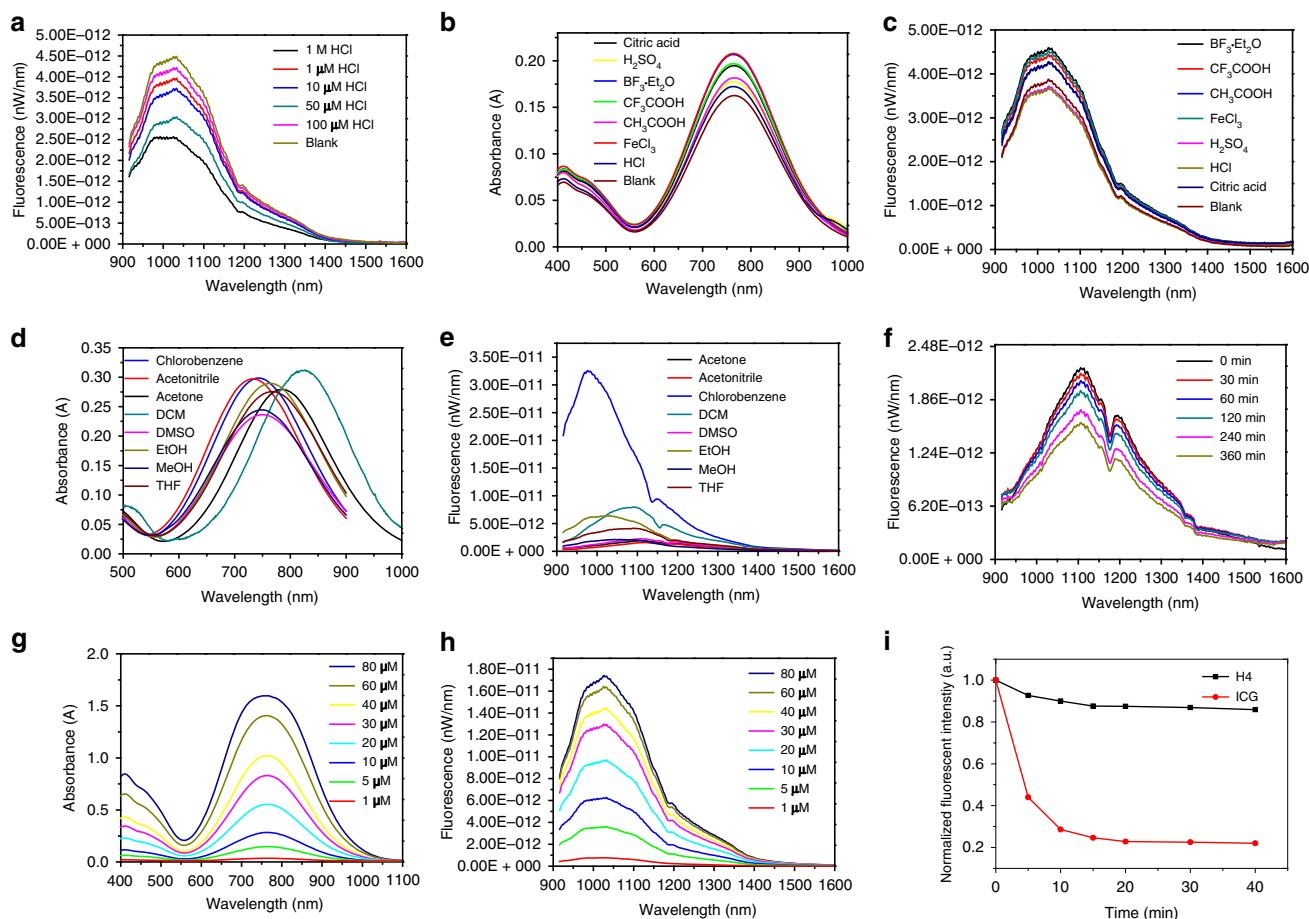 a
5.00E–012
4.50E–012
4.00E–012
3.50E–012
3.00E–012
2.50E–012
2.00E–012
1.50E–012
1.00E–012
5.00E–013
0.00E + 000
Fluorescence (nW/nm)
1 M HCl
1 μM HCl
10 μM HCl
50 μM HCl
100 μM HCl
Blank
915 1000 1100 1200 1300 1400 1500 1600
Wavelength (nm)
b
0.20
0.15
0.10
0.05
0.00
Absorbance (A)
Citric acid
H2SO4
BF3·Et2O
CF3COOH
CH3COOH
FeCl3
HCl
Blank
400 500 600 700 800 900 1000
Wavelength (nm)
c
5.00E–012
4.00E–012
3.00E–012
2.00E–012
1.00E–012
0.00E + 000
Fluorescence (nW/nm)
BF3·Et2O
CF3COOH
CH3COOH
FeCl3
H2SO4
HCl
Citric acid
Blank
900 1000 1100 1200 1300 1400 1500 1600
Wavelength (nm)
d
0.35
0.30
0.25
0.20
0.15
0.10
0.05
0.00
Absorbance (A)
Chlorobenzene
Acetonitrile
Acetone
DCM
DMSO
EtOH
MeOH
THF
500 600 700 800 900 1000
Wavelength (nm)
e
3.50E–011
3.00E–011
2.50E–011
2.00E–011
1.50E–011
1.00E–011
5.00E–012
0.00E + 000
Fluorescence (nW/nm)
Acetone
Acetonitrile
Chlorobenzene
DCM
DMSO
EtOH
MeOH
THF
900 1000 1100 1200 1300 1400 1500 1600
Wavelength (nm)
f
2.48E–012
1.86E–012
1.24E–012
6.20E–013
0.00E + 000
Fluorescence (nW/nm)
0 min
30 min
60 min
120 min
240 min
360 min
900 1000 1100 1200 1300 1400 1500 1600
Wavelength (nm)
g
2.0
1.5
1.0
0.5
0.0
Absorbance (A)
80 μM
60 μM
40 μM
30 μM
20 μM
10 μM
5 μM
1 μM
400 500 600 700 800 900 1000 1100
Wavelength (nm)
h
1.80E–011
1.60E–011
1.40E–011
1.20E–011
1.00E–011
8.00E–012
6.00E–012
4.00E–012
2.00E–012
0.00E + 000
Fluorescence (nW/nm)
80 μM
60 μM
40 μM
30 μM
20 μM
10 μM
5 μM
1 μM
900 1000 1100 1200 1300 1400 1500 1600
Wavelength (nm)
i
1.0
0.8
0.6
0.4
0.2
Normalized fluorescent intenstiy (a.u.)
H4
ICG
0 10 20 30 40
Time (min)